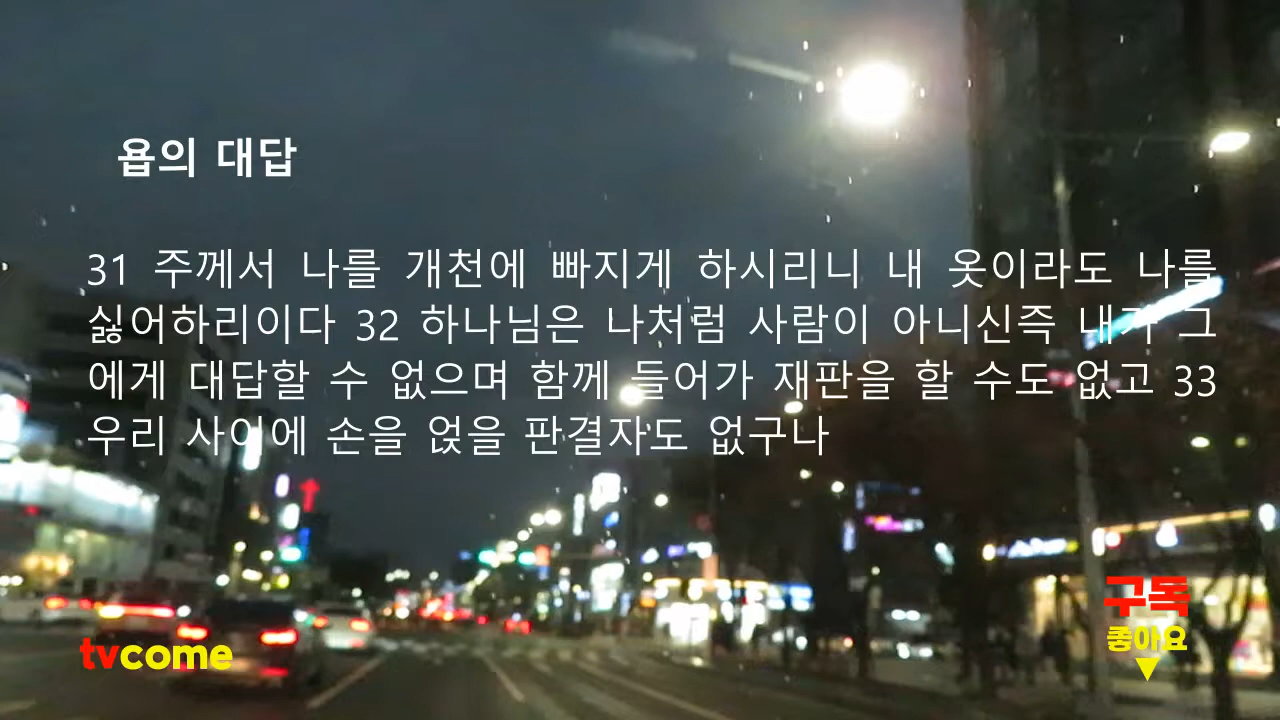 욥의 대답
31 주께서 나를 개천에 빠지게 하시리니 내 옷이라도 나를
싫어하리이다 32 하나님은 나처럼 사람이 아니신즉 내가 그
에게 대답할 수 없으며 함께 들어가 재판을 할 수도 없고 33
우리 사이에 손을 얹을 판결자도 없구나
구독
좋아요
tvcome